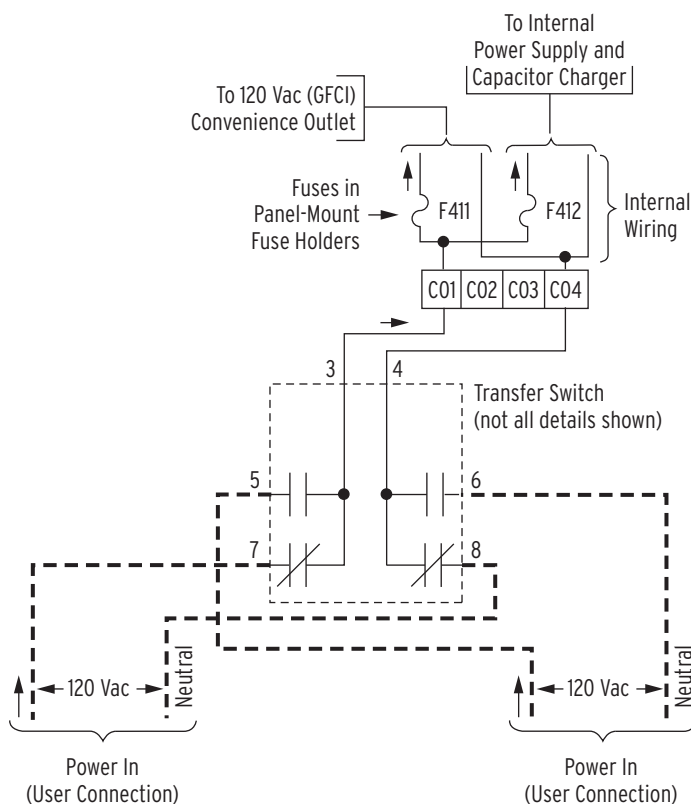 To Internal
Power Supply and
Capacitor Charger
To 120 Vac (GFCI)
Convenience Outlet
Fuses in
Panel-Mount
Fuse Holders
F411
F412
Internal
Wiring
C01 C02 C03 C04
3 4
Transfer Switch
(not all details shown)
5 6
7 8
120 Vac
Neutral
120 Vac
Neutral
Power In
(User Connection)
Power In
(User Connection)